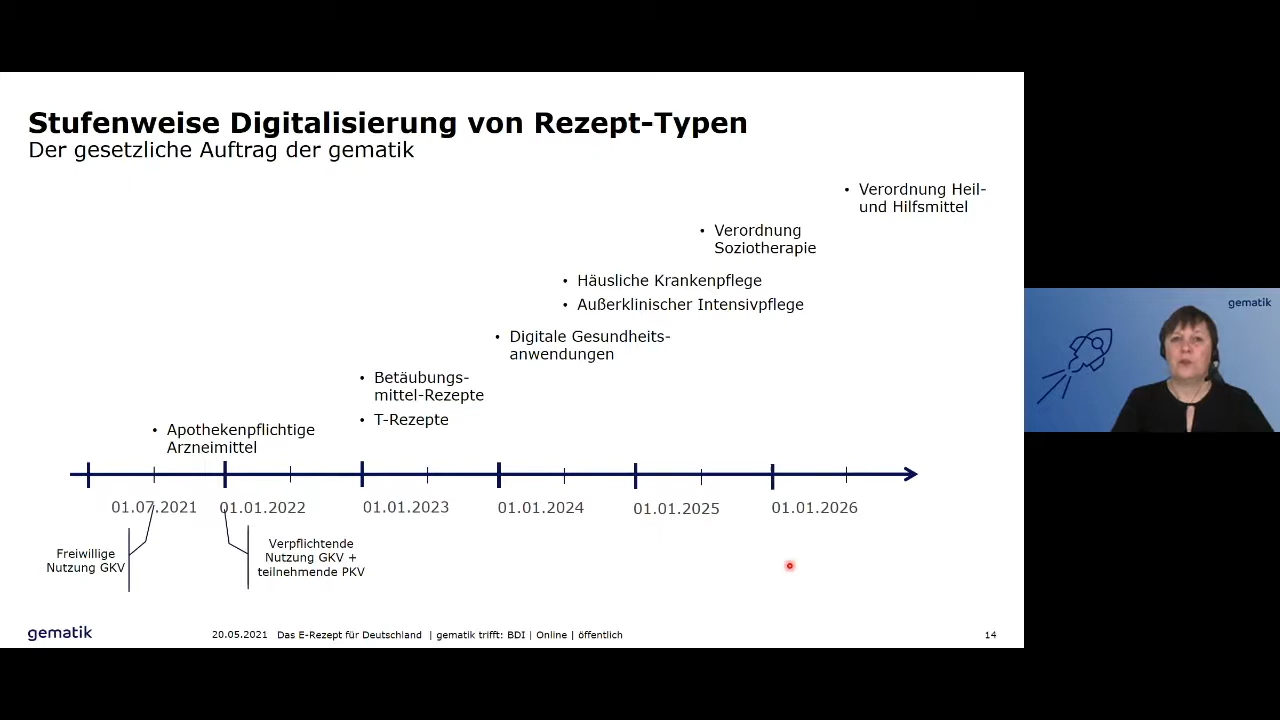 Stufenweise Digitalisierung von Rezept-Typen
Der gesetzliche Auftrag der gematik
• Verordnung Heil-
und Hilfsmittel
• Verordnung
Soziotherapie
• Häusliche Krankenpflege
• Außerklinischer Intensivpflege
• Digitale Gesundheits-
anwendungen
• Betäubungs-
mittel-Rezepte
• T-Rezepte
• Apothekenpflichtige
Arzneimittel
01.07.2021 01.01.2022 01.01.2023 01.01.2024 01.01.2025 01.01.2026
Freiwillige
Nutzung GKV
Verpflichtende
Nutzung GKV +
teilnehmende PKV
gematik
20.05.2021 Das E-Rezept für Deutschland | gematik trifft: BDI | Online | öffentlich
14
gematik